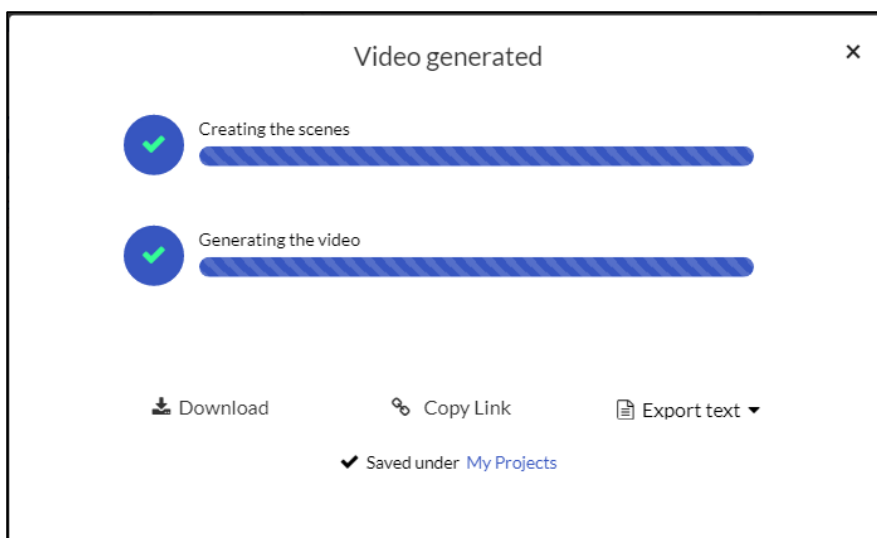 Video generated
Creating the scenes
Generating the video
Download
Copy Link
Export text
Saved under My Projects